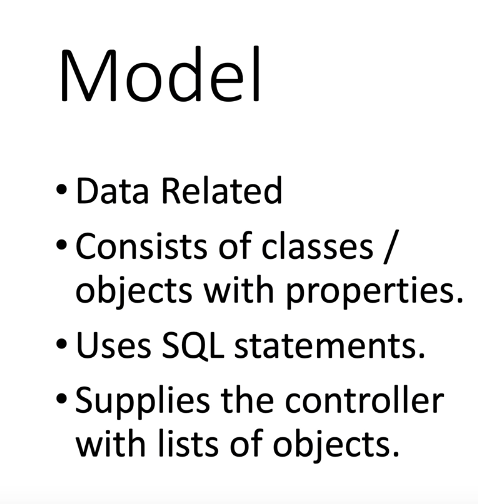 Model
• Data Related
• Consists of classes /
objects with properties.
• Uses SQL statements.
• Supplies the controller
with lists of objects.